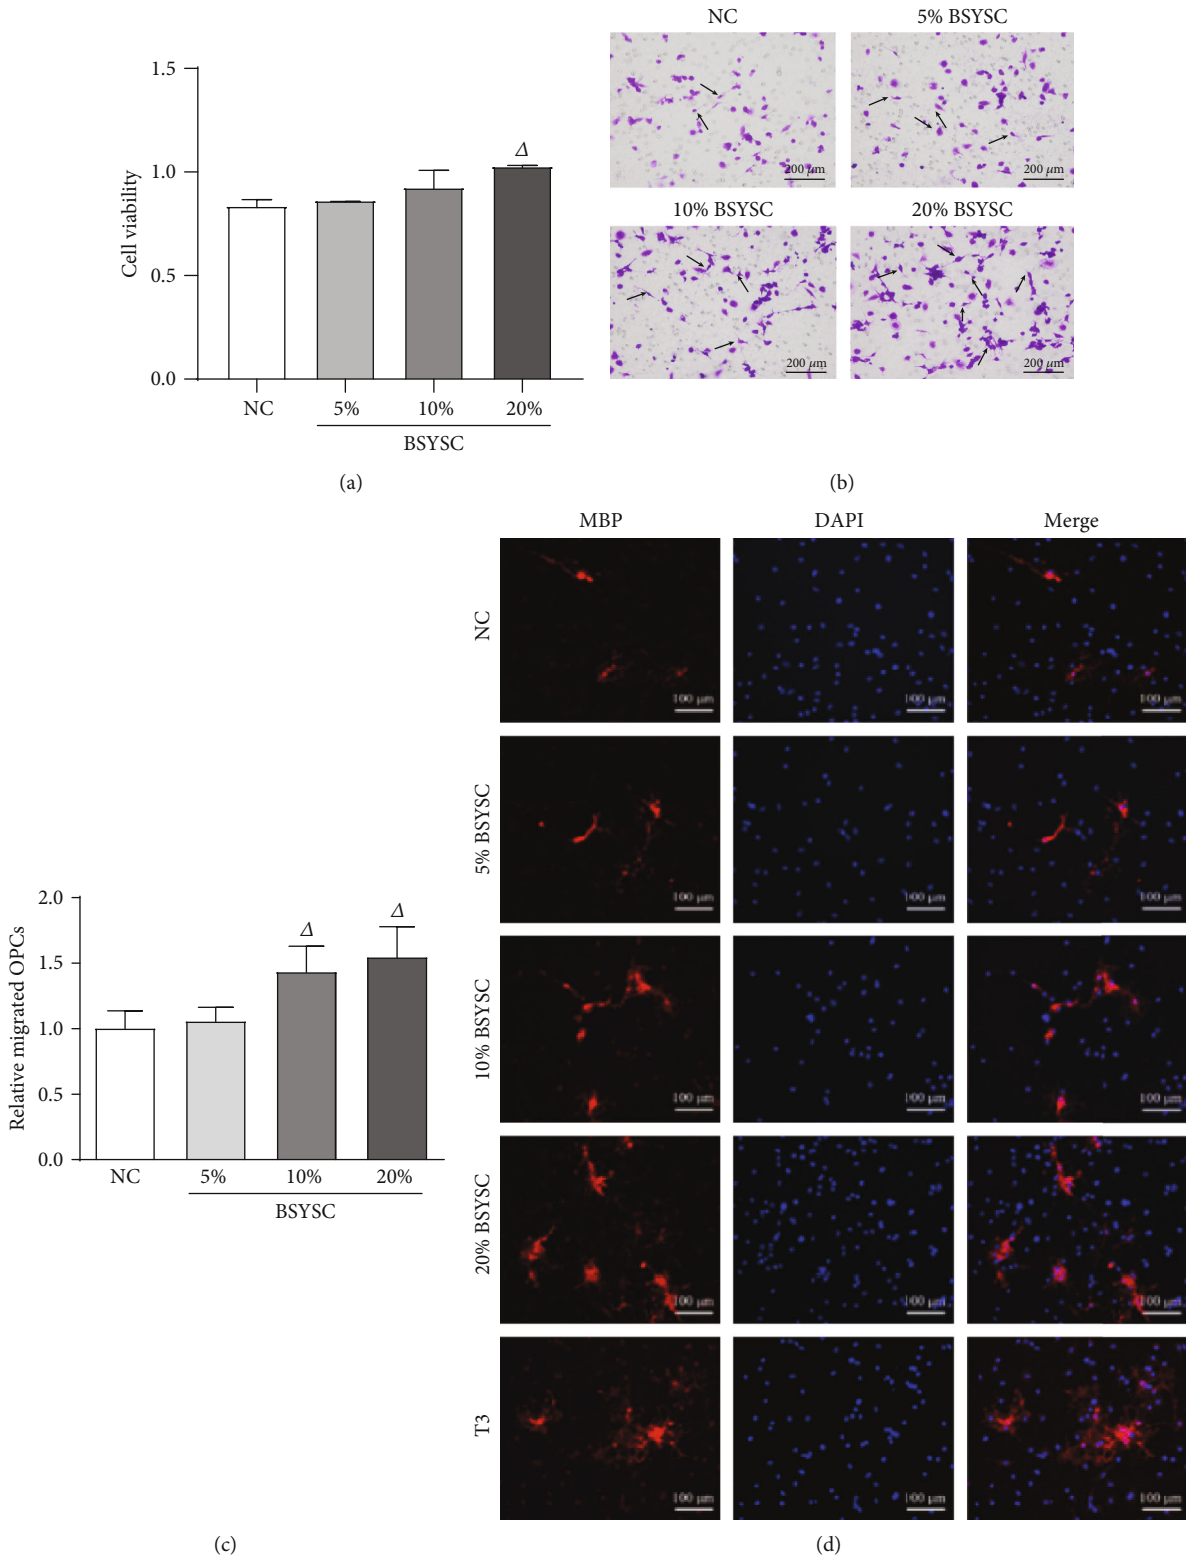 1.5
1.0
0.5
0.0
Cell viability
Δ
NC
5%
10%
20%
BSYSC
(a)
NC
5% BSYSC
200 μm
200 μm
10% BSYSC
20% BSYSC
200 μm
200 μm
(b)
2.0
1.5
1.0
0.5
0.0
Relative migrated OPCs
Δ
Δ
NC
5%
10%
20%
BSYSC
(c)
MBP
DAPI
Merge
NC
100 μm
100 μm
100 μm
5% BSYSC
100 μm
100 μm
100 μm
10% BSYSC
100 μm
100 μm
100 μm
20% BSYSC
100 μm
100 μm
100 μm
T3
100 μm
100 μm
100 μm
(d)